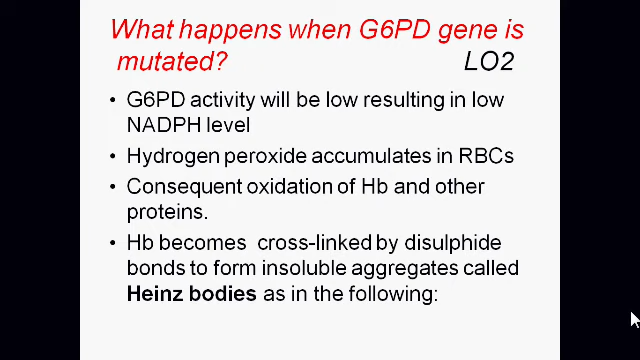 What happens when G6PD gene is
mutated? LO2
• G6PD activity will be low resulting in low
NADPH level
• Hydrogen peroxide accumulates in RBCs
• Consequent oxidation of Hb and other
proteins.
• Hb becomes cross-linked by disulphide
bonds to form insoluble aggregates called
Heinz bodies as in the following: